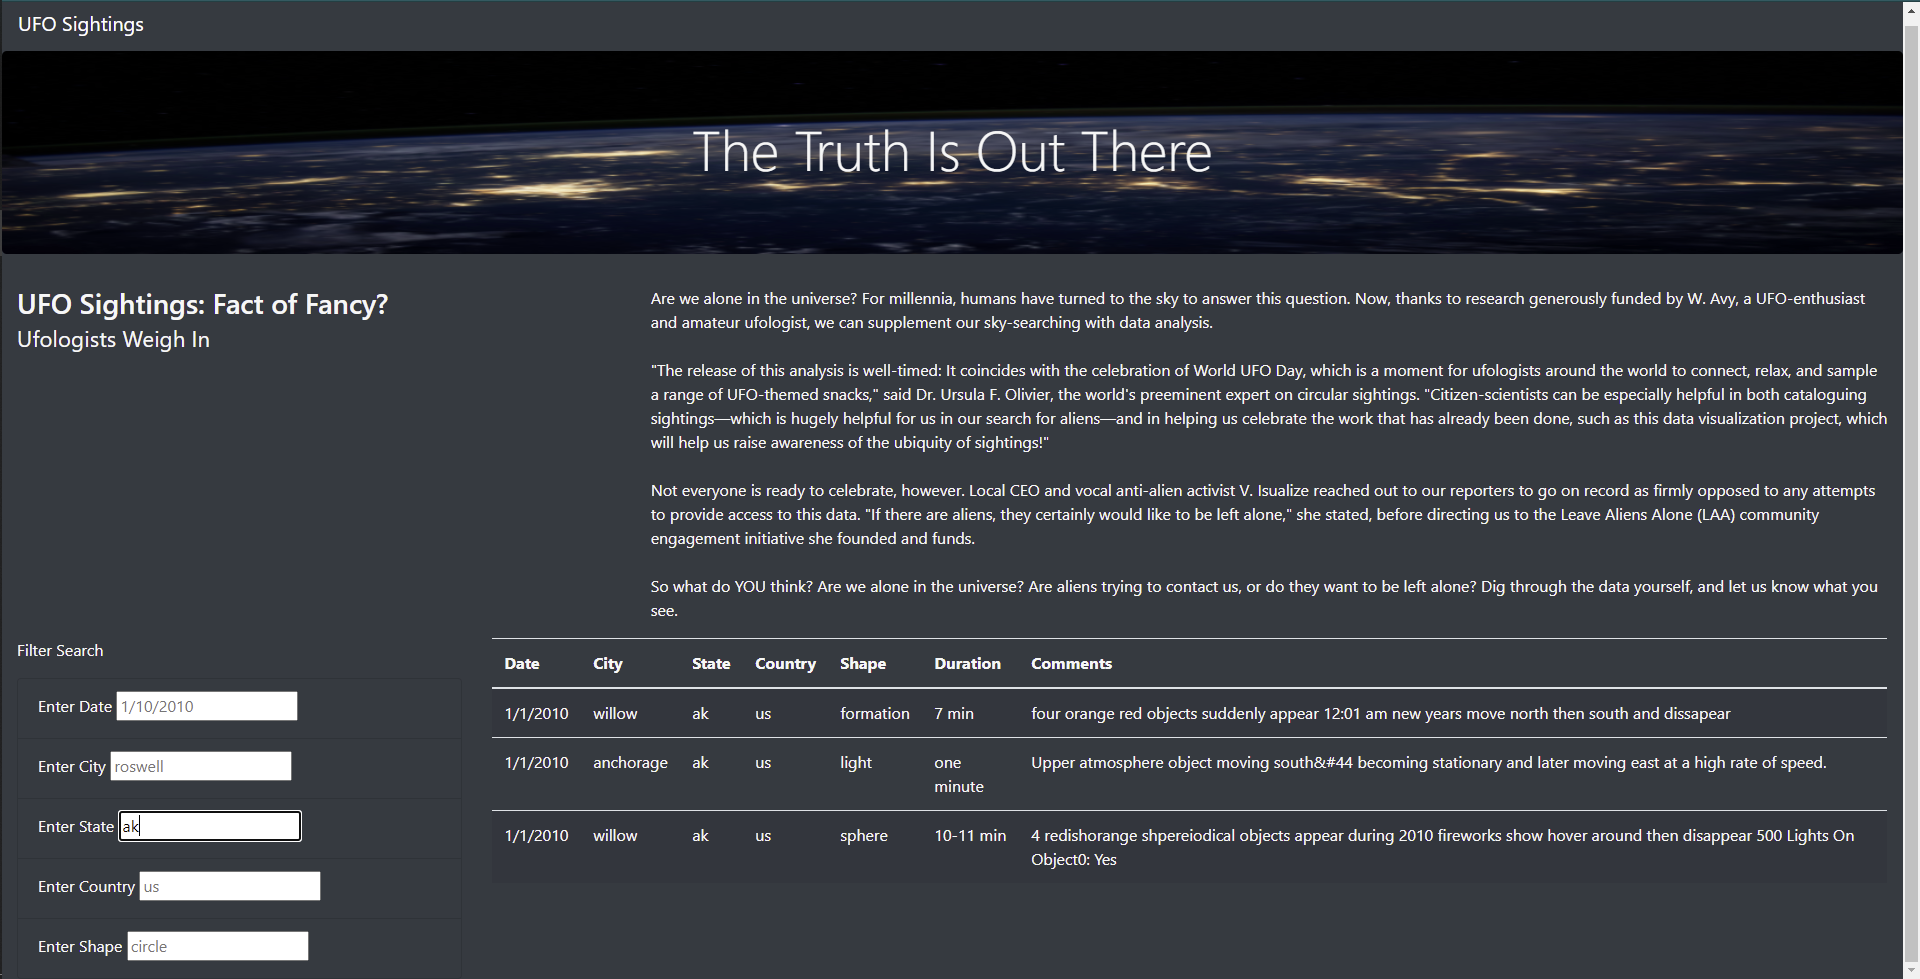 UFO Sightings
The Truth Is Out There
UFO Sightings: Fact of Fancy?
Ufologists Weigh In
Are we alone in the universe? For millennia, humans have turned to the sky to answer this question. Now, thanks to research generously funded by W. Avy, a UFO-enthusiast
and amateur ufologist, we can supplement our sky-searching with data analysis.
"The release of this analysis is well-timed: It coincides with the celebration of World UFO Day, which is a moment for ufologists around the world to connect, relax, and sample
a range of UFO-themed snacks," said Dr. Ursula F. Olivier, the world's preeminent expert on circular sightings. "Citizen-scientists can be especially helpful in both cataloguing
sightings—which is hugely helpful for us in our search for aliens—and in helping us celebrate the work that has already been done, such as this data visualization project, which
will help us raise awareness of the ubiquity of sightings!"
Not everyone is ready to celebrate, however. Local CEO and vocal anti-alien activist V. Isualize reached out to our reporters to go on record as firmly opposed to any attempts
to provide access to this data. "If there are aliens, they certainly would like to be left alone," she stated, before directing us to the Leave Aliens Alone (LAA) community
engagement initiative she founded and funds.
So what do YOU think? Are we alone in the universe? Are aliens trying to contact us, or do they want to be left alone? Dig through the data yourself, and let us know what you
see.
Filter Search
Enter Date 1/10/2010
Enter City roswell
Enter State ak
Enter Country us
Enter Shape circle
Date City State Country Shape Duration Comments
1/1/2010 willow ak us formation 7 min four orange red objects suddenly appear 12:01 am new years move north then south and dissapear
1/1/2010 anchorage ak us light one Upper atmosphere object moving south&#44 becoming stationary and later moving east at a high rate of speed.
minute
1/1/2010 willow ak us sphere 10-11 min 4 redishorange shpereiodical objects appear during 2010 fireworks show hover around then disappear 500 Lights On
Object0: Yes